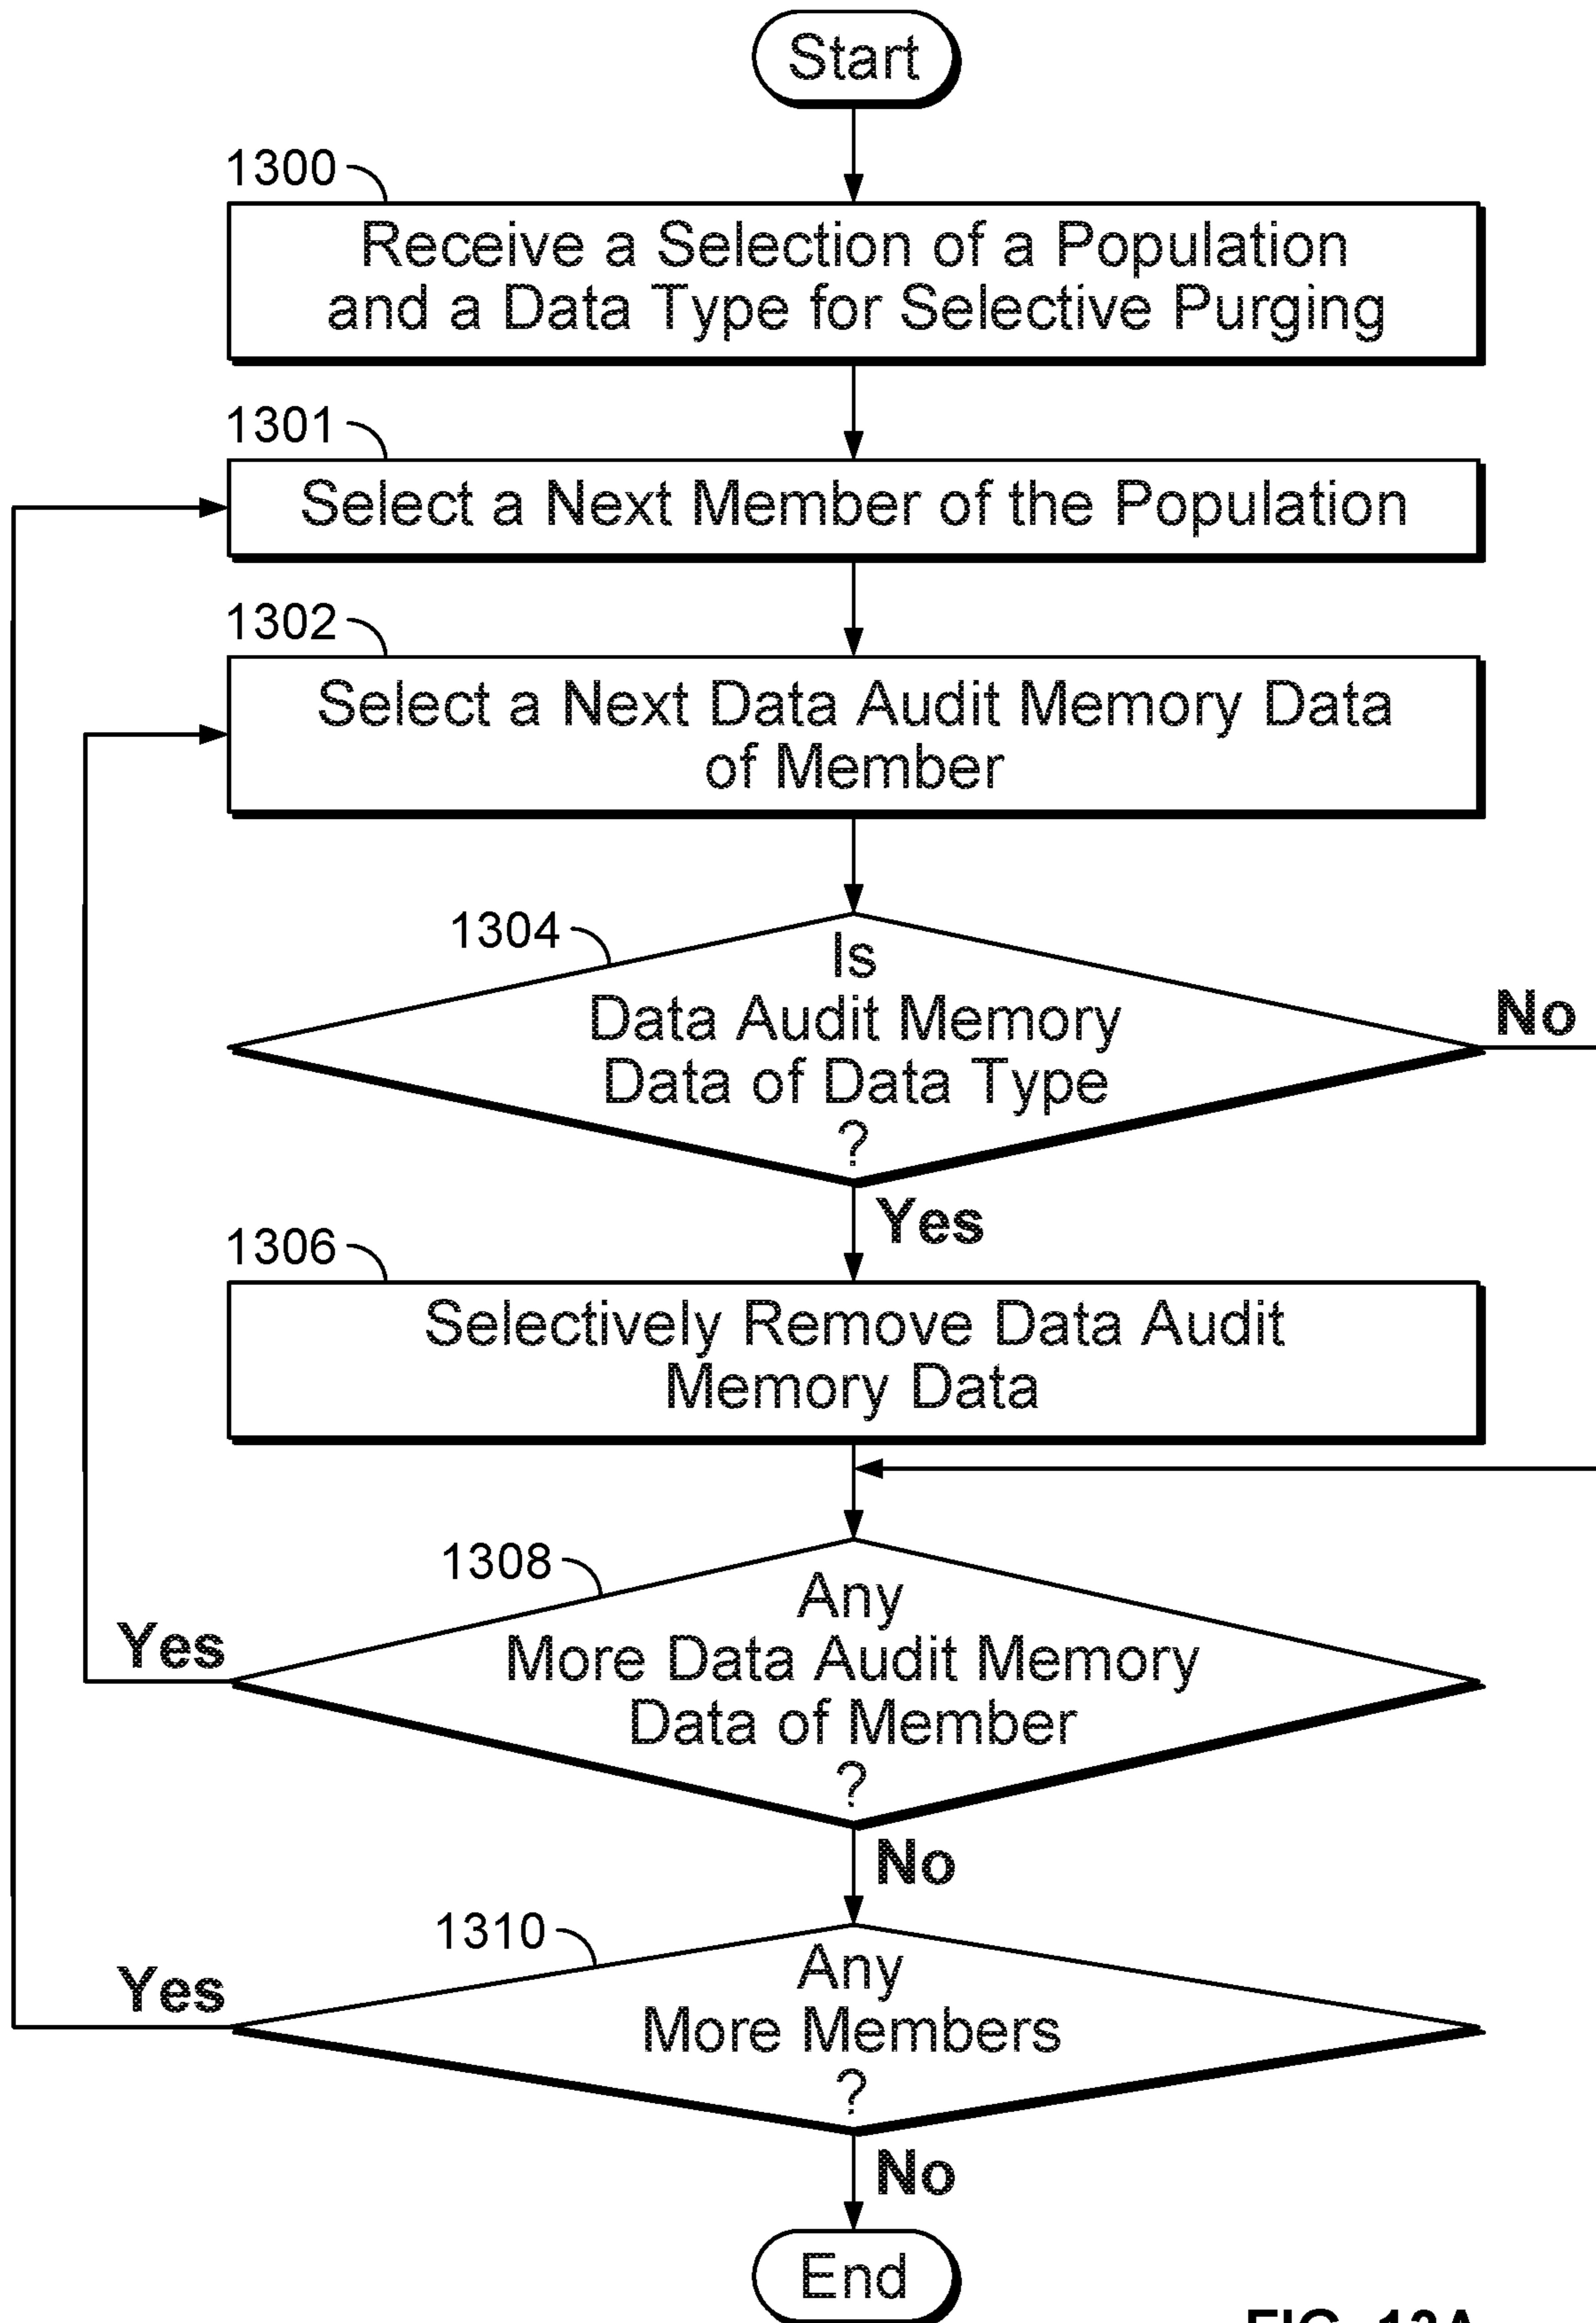 Start
1300
Receive a Selection of a Population
and a Data Type for Selective Purging
1301
Select a Next Member of the Population
1302
Select a Next Data Audit Memory Data
of Member
1304
Is
Data Audit Memory
Data of Data Type
?
No
Yes
1306
Selectively Remove Data Audit
Memory Data
1308
Any
More Data Audit Memory
Data of Member
?
Yes
No
1310
Any
More Members
?
Yes
No
End
FIG. 13A